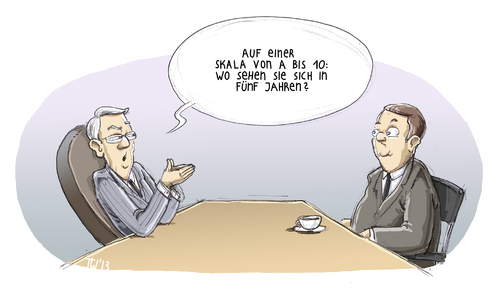 AUF EINER
SKALA VON A BIS 10:
WO SEHEN SIE SICH IN
FÜNF JAHREN?